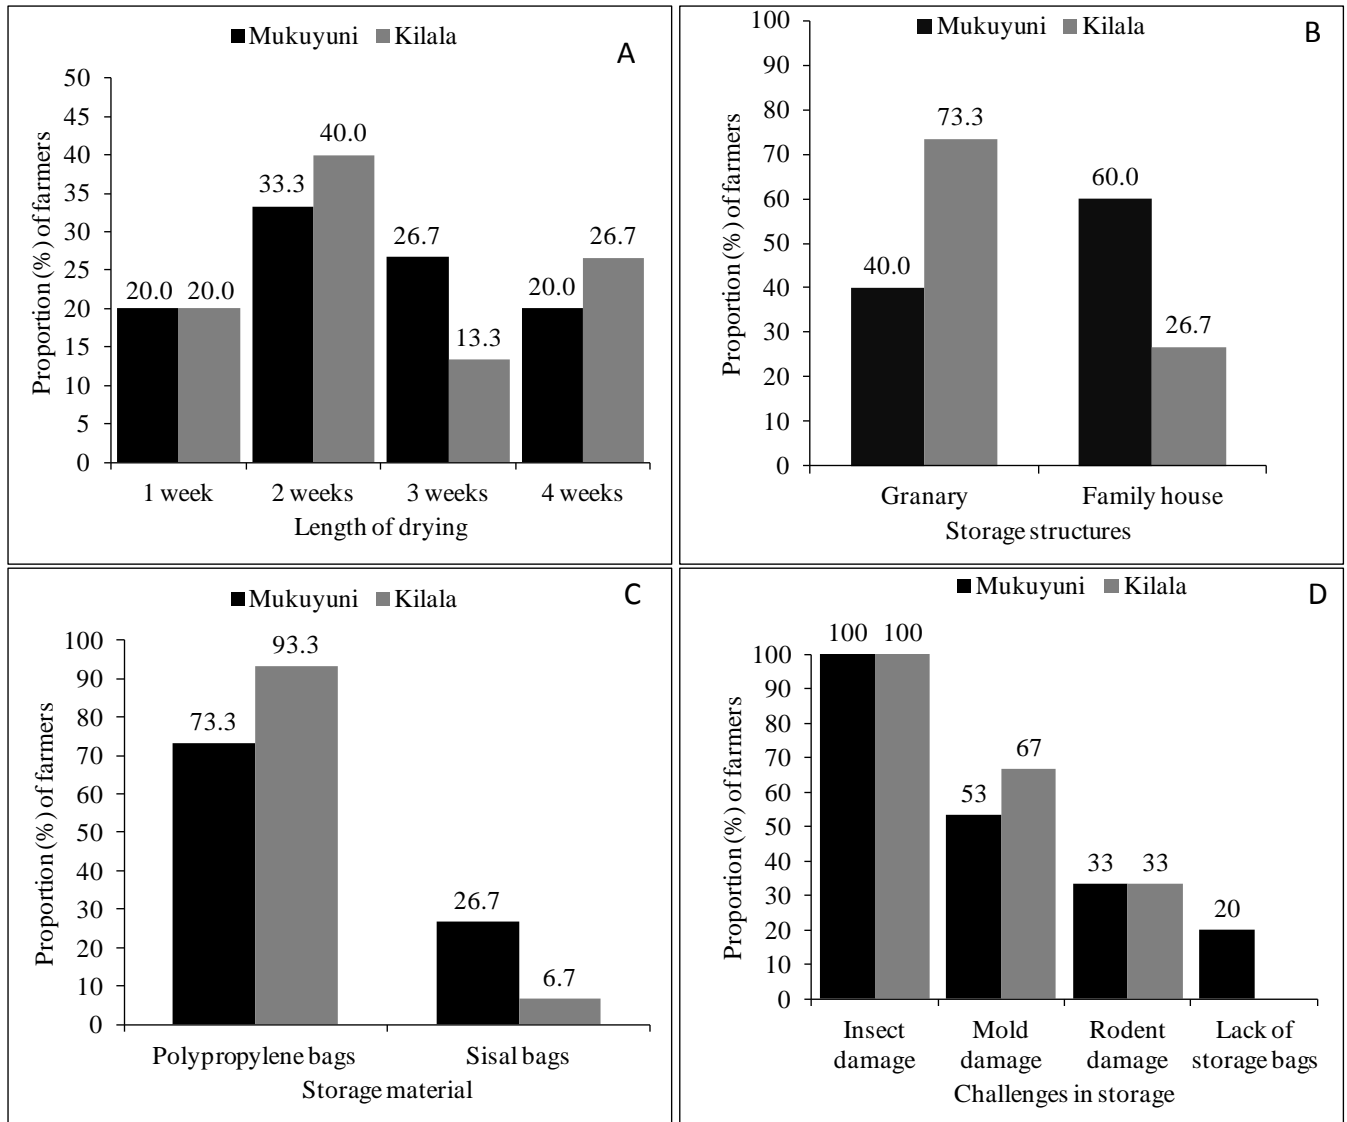 Mukuyuni Kilala
A
Proportion (%) of farmers
50
45
40
35
30
25
20
15
10
5
0
20.0 20.0
33.3 40.0
26.7 13.3
20.0 26.7
1 week 2 weeks 3 weeks 4 weeks
Length of drying
Mukuyuni Kilala
B
Proportion (%) of farmers
100
90
80
70
60
50
40
30
20
10
0
40.0 73.3
60.0 26.7
Granary Family house
Storage structures
Mukuyuni Kilala
C
Proportion (%) of farmers
100
90
80
70
60
50
40
30
20
10
0
73.3 93.3
26.7 6.7
Polypropylene bags Sisal bags
Storage material
Mukuyuni Kilala
D
Proportion (%) of farmers
100
90
80
70
60
50
40
30
20
10
0
100 100
53 67
33 33
20
Insect damage
Mold damage
Rodent damage
Lack of storage bags
Challenges in storage